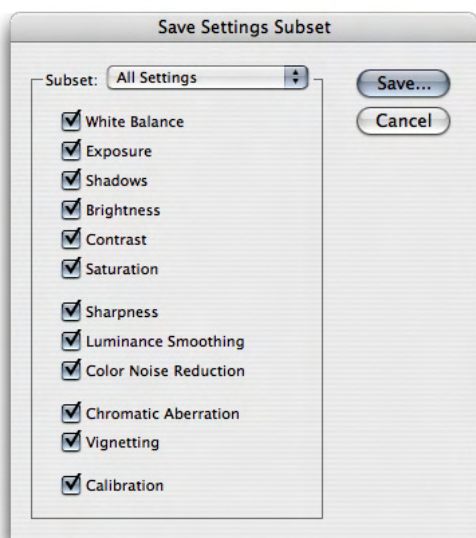 Save Settings Subset
Subset: All Settings
Save...
Cancel
White Balance
Exposure
Shadows
Brightness
Contrast
Saturation
Sharpness
Luminance Smoothing
Color Noise Reduction
Chromatic Aberration
Vignetting
Calibration